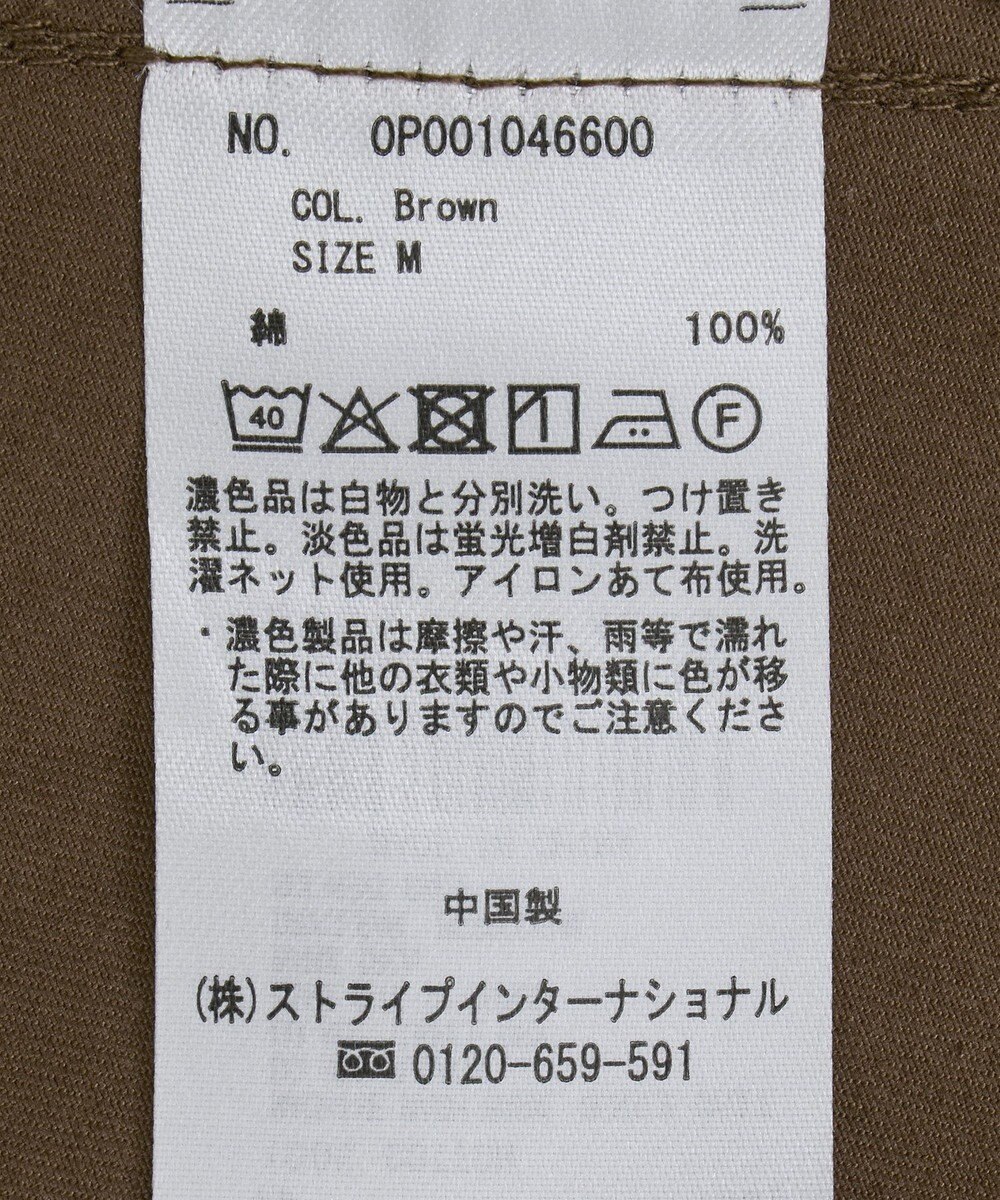 NO. OP001046600
COL. Brown
SIZE M
綿 100%
40 F
濃色品は白物と分別洗い。つけ置き
禁止。淡色品は蛍光増白剤禁止。洗
濯ネット使用。アイロンあて布使用。
・濃色製品は摩擦や汗、雨等で濡れ
た際に他の衣類や小物類に色が移
る事がありますのでご注意くださ
い。
中国製
(株)ストライプインターナショナル
0120-659-591